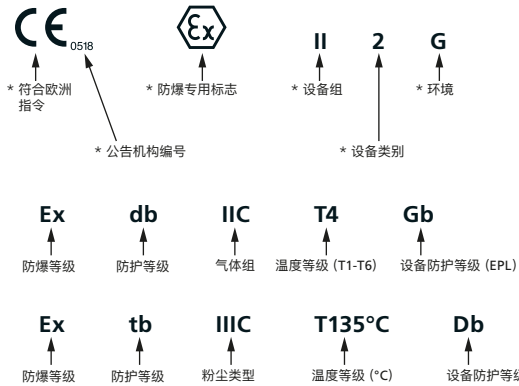 CE 0518 Ex II 2 G
* 符合欧洲指令 * 防爆专用标志 * 设备组 * 环境
* 公告机构编号 * 设备类别
Ex db IIC T4 Gb
防爆等级 防护等级 气体组 温度等级 (T1-T6) 设备防护等级 (EPL)
Ex tb IIIC T135°C Db
防爆等级 防护等级 粉尘类型 温度等级 (°C) 设备防护等级